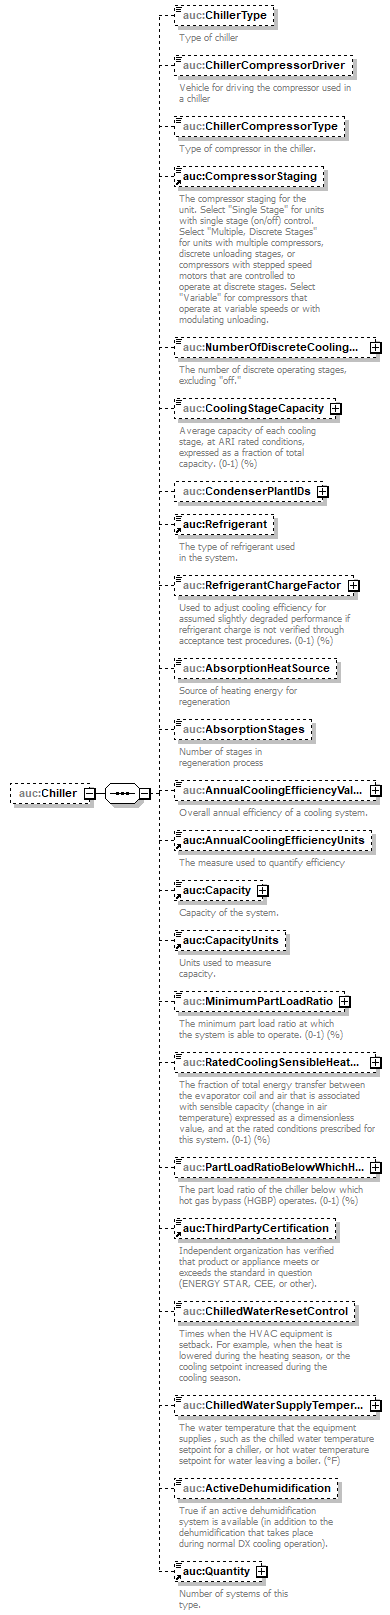 auc:ChillerType
Type of chiller
auc:ChillerCompressorDriver
Vehicle for driving the compressor used in
a chiller
auc:ChillerCompressorType
Type of compressor in the chiller.
auc:CompressorStaging
The compressor staging for the
unit. Select "Single Stage" for units
with single stage (on/off) control.
Select "Multiple, Discrete Stages"
for units with multiple compressors,
discrete unloading stages, or
compressors with stepped speed
motors that are controlled to
operate at discrete stages. Select
"Variable" for compressors that
operate at variable speeds or with
modulating unloading.
auc:NumberOfDiscreteCooling...
The number of discrete operating stages,
excluding "off."
auc:CoolingStageCapacity
Average capacity of each cooling
stage, at ARI rated conditions,
expressed as a fraction of total
capacity. (0-1) (%)
auc:CondenserPlantIDs
auc:Refrigerant
The type of refrigerant used
in the system.
auc:RefrigerantChargeFactor
Used to adjust cooling efficiency for
assumed slightly degraded performance if
refrigerant charge is not verified through
acceptance test procedures. (0-1) (%)
auc:AbsorptionHeatSource
Source of heating energy for
regeneration
auc:AbsorptionStages
Number of stages in
regeneration process
auc:Chiller
auc:AnnualCoolingEfficiencyVal...
Overall annual efficiency of a cooling system.
auc:AnnualCoolingEfficiencyUnits
The measure used to quantify efficiency
auc:Capacity
Capacity of the system.
auc:CapacityUnits
Units used to measure
capacity.
auc:MinimumPartLoadRatio
The minimum part load ratio at which
the system is able to operate. (0-1) (%)
auc:RatedCoolingSensibleHeat...
The fraction of total energy transfer between
the evaporator coil and air that is associated
with sensible capacity (change in air
temperature) expressed as a dimensionless
value, and at the rated conditions prescribed for
this system. (0-1) (%)
auc:PartLoadRatioBelowWhichH...
The part load ratio of the chiller below which
hot gas bypass (HGBP) operates. (0-1) (%)
auc:ThirdPartyCertification
Independent organization has verified
that product or appliance meets or
exceeds the standard in question
(ENERGY STAR, CEE, or other).
auc:ChilledWaterResetControl
Times when the HVAC equipment is
setback. For example, when the heat is
lowered during the heating season, or the
cooling setpoint increased during the
cooling season.
auc:ChilledWaterSupplyTemper...
The water temperature that the equipment
supplies , such as the chilled water temperature
setpoint for a chiller, or hot water temperature
setpoint for water leaving a boiler. (°F)
auc:ActiveDehumidification
True if an active dehumidification
system is available (in addition to the
dehumidification that takes place
during normal DX cooling operation).
auc:Quantity
Number of systems of this
type.